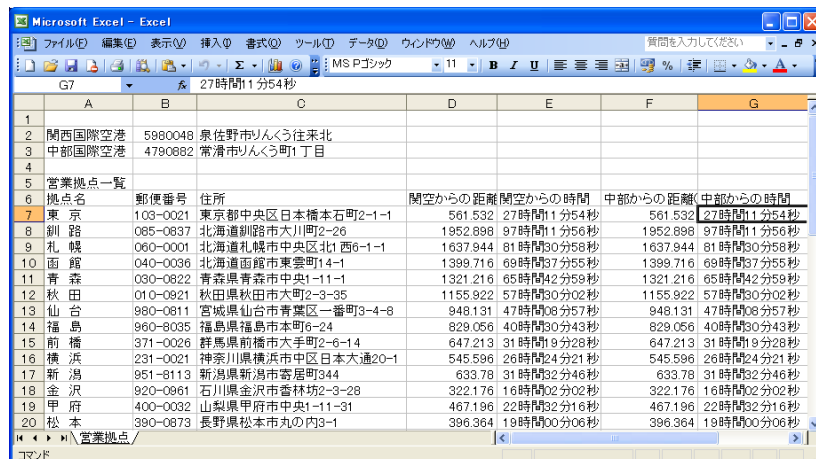 Microsoft Excel - Excel
ファイル(F) 編集(E) 表示(V) 挿入(I) 書式(O) ツール(T) データ(D) ウィンドウ(W) ヘルプ(H) 質問を入力してください
MS Pゴシック 11 B I U
G7 fx 27時間11分54秒
A B C D E F G
1
2 関西国際空港 5980048 泉佐野市りんくう往来北
3 中部国際空港 4790882 常滑市りんくう町1丁目
4
5 営業拠点一覧
6 拠点名 郵便番号 住所 関空からの距離 関空からの時間 中部からの距離( 中部からの時間
7 東 京 103-0021 東京都中央区日本橋本石町2-1-1 561.532 27時間11分54秒 561.532 27時間11分54秒
8 釧 路 085-0837 北海道釧路市大川町2-26 1952.898 97時間11分56秒 1952.898 97時間11分56秒
9 札 幌 060-0001 北海道札幌市中央区北1西6-1-1 1637.944 81時間30分58秒 1637.944 81時間30分58秒
10 函 館 040-0036 北海道函館市東雲町14-1 1399.716 69時間37分55秒 1399.716 69時間37分55秒
11 青 森 030-0822 青森県青森市中央1-11-1 1321.216 65時間42分59秒 1321.216 65時間42分59秒
12 秋 田 010-0921 秋田県秋田市大町2-3-35 1155.922 57時間30分02秒 1155.922 57時間30分02秒
13 仙 台 980-0811 宮城県仙台市青葉区一番町3-4-8 948.131 47時間08分57秒 948.131 47時間08分57秒
14 福 島 960-8035 福島県福島市本町6-24 829.056 40時間30分43秒 829.056 40時間30分43秒
15 前 橋 371-0026 群馬県前橋市大手町2-6-14 647.213 31時間19分28秒 647.213 31時間19分28秒
16 横 浜 231-0021 神奈川県横浜市中区日本大通20-1 545.596 26時間24分21秒 545.596 26時間24分21秒
17 新 潟 951-8113 新潟県新潟市寄居町344 633.78 31時間32分46秒 633.78 31時間32分46秒
18 金 沢 920-0961 石川県金沢市香林坊2-3-28 322.176 16時間02分02秒 322.176 16時間02分02秒
19 甲 府 400-0032 山梨県甲府市中央1-11-31 467.196 22時間32分16秒 467.196 22時間32分16秒
20 松 本 390-0873 長野県松本市丸の内3-1 396.364 19時間00分06秒 396.364 19時間00分06秒
営業拠点
コマンド